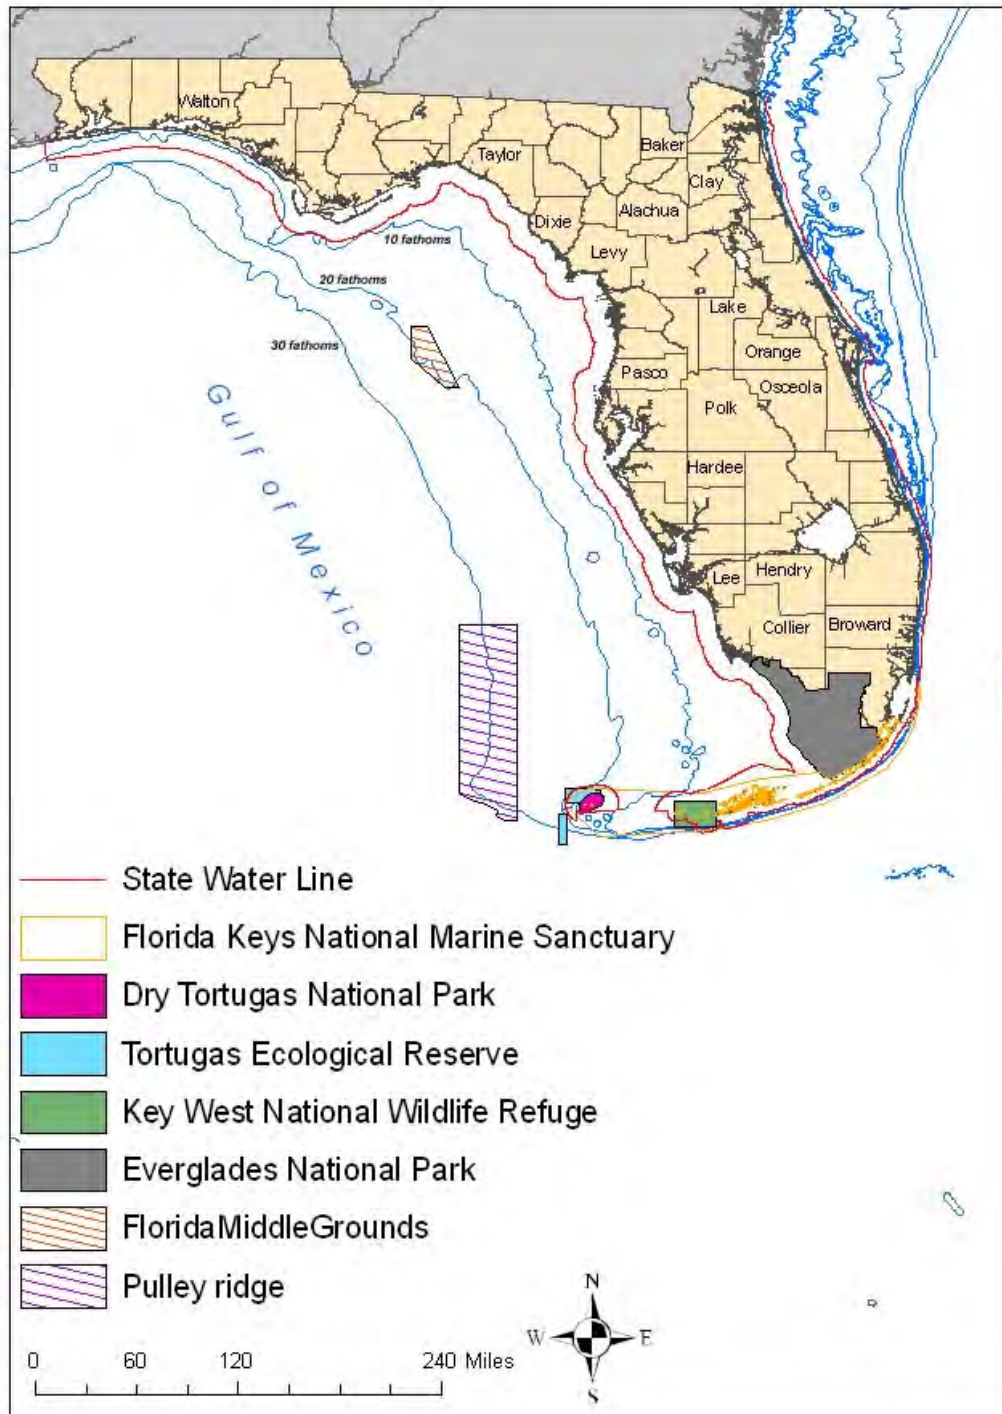 Walton
Baker
Taylor
Clay
Alachua
Dixie
10 fathoms
Levy
20 fathoms
Lake
30 fathoms
Orange
Pasco
Osceola
Polk
Gulf of Mexico
Hardee
Hendry
Lee
Collier
Broward
State Water Line
Florida Keys National Marine Sanctuary
Dry Tortugas National Park
Tortugas Ecological Reserve
Key West National Wildlife Refuge
Everglades National Park
FloridaMiddleGrounds
Pulley ridge
N
W E
S
0 60 120 240 Miles